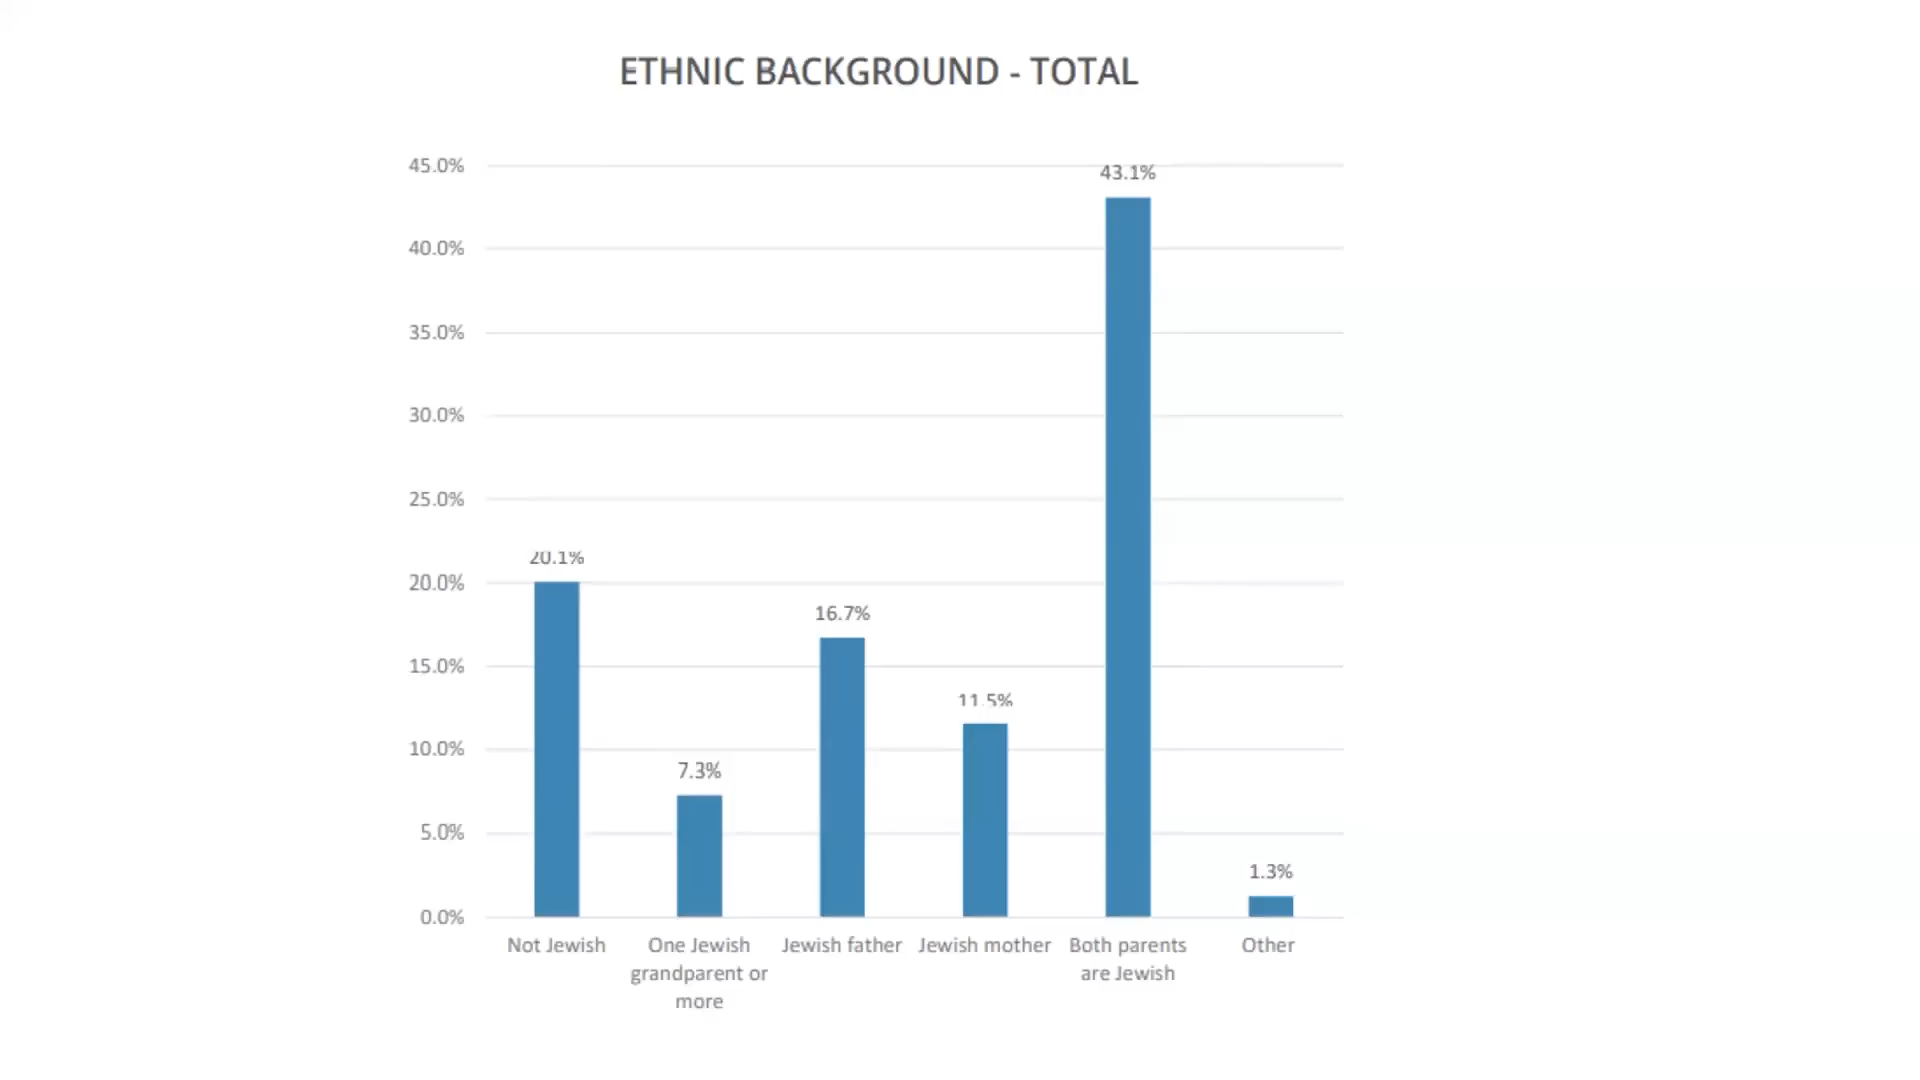 ETHNIC BACKGROUND - TOTAL
45.0%
40.0%
35.0%
30.0%
25.0%
20.0%
15.0%
10.0%
5.0%
0.0%
20.1%
7.3%
16.7%
11.5%
43.1%
1.3%
Not Jewish
One Jewish
grandparent or
more
Jewish father
Jewish mother
Both parents
are Jewish
Other